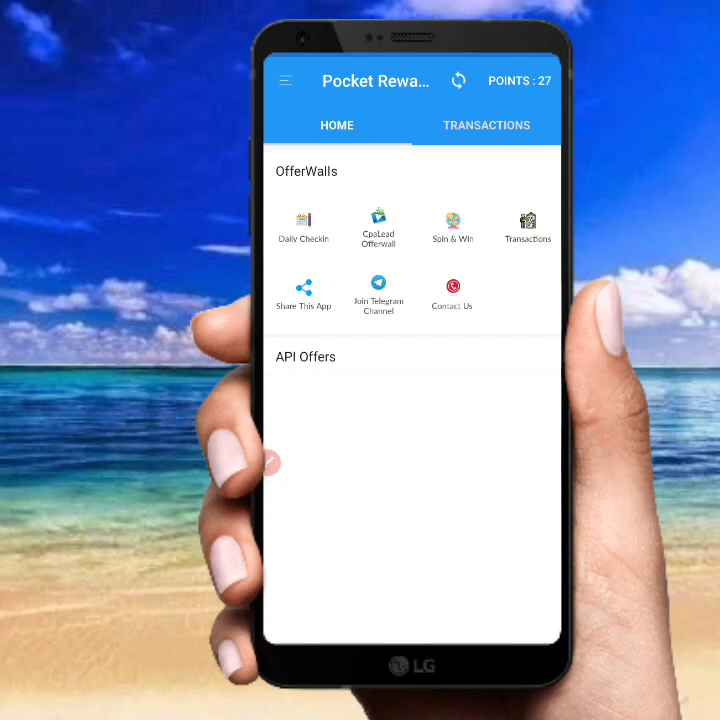 Pocket Rewa...
POINTS : 27
HOME
TRANSACTIONS
OfferWalls
Daily Checkin
CpaLead
Offerwall
Spin & Win
Transactions
Share This App
Join Telegram
Channel
Contact Us
API Offers
LG